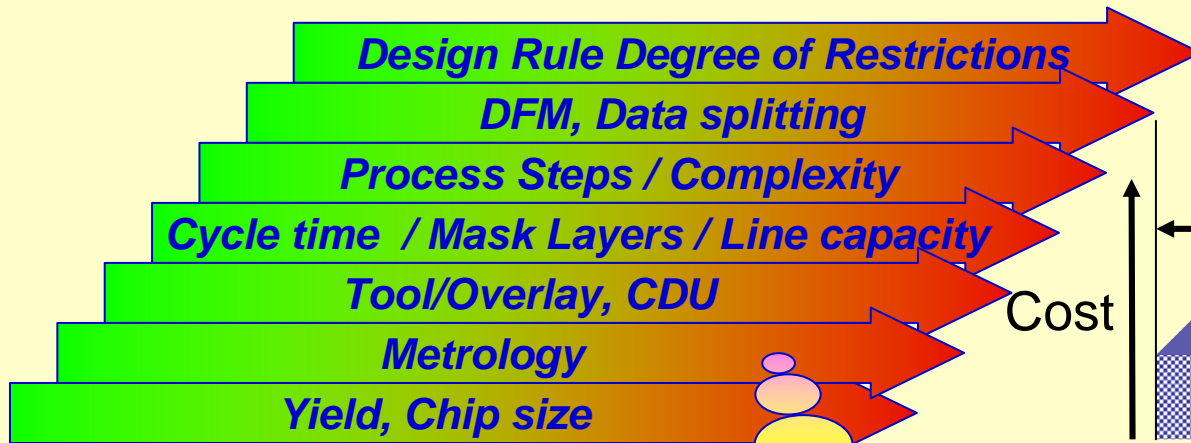 Design Rule Degree of Restrictions
DFM, Data splitting
Process Steps / Complexity
Cycle time / Mask Layers / Line capacity
Tool/Overlay, CDU
Cost
Metrology
Yield, Chip size